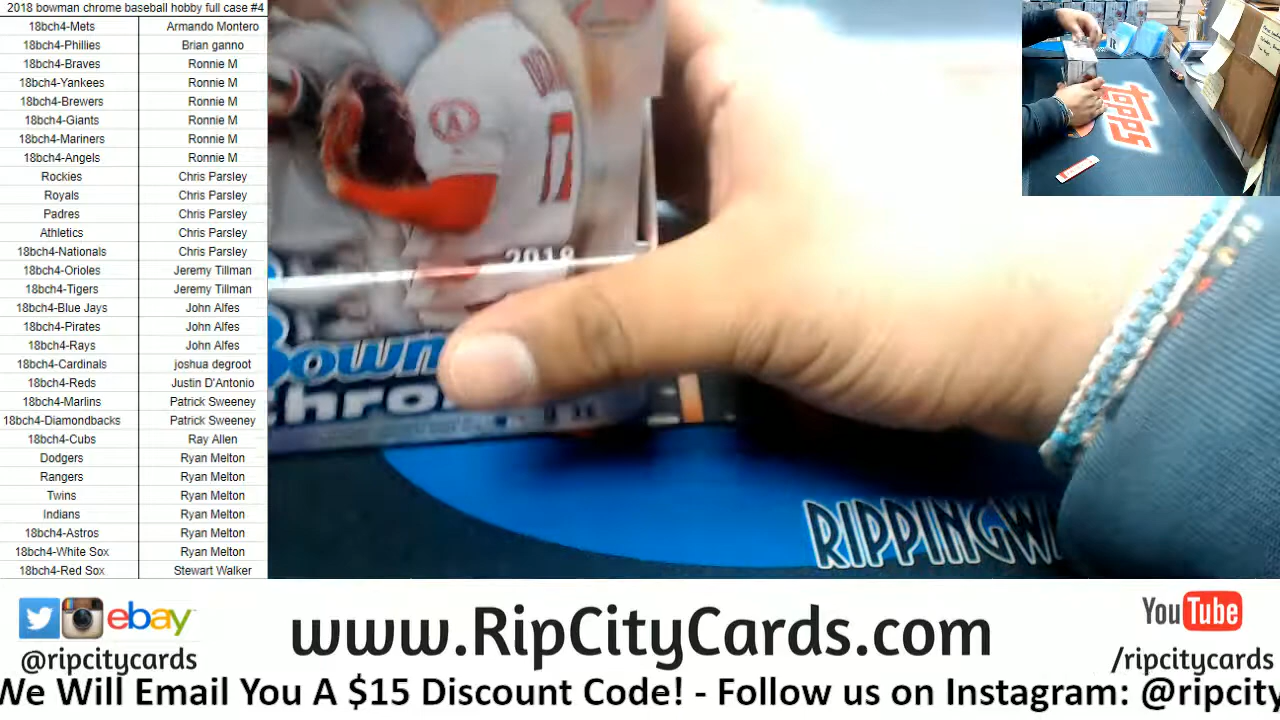 2018 bowman chrome baseball hobby full case #4
18bch4-Mets Armando Montero
18bch4-Phillies Brian ganno
18bch4-Braves Ronnie M
18bch4-Yankees Ronnie M
18bch4-Brewers Ronnie M
18bch4-Giants Ronnie M
18bch4-Mariners Ronnie M
18bch4-Angels Ronnie M
Rockies Chris Parsley
Royals Chris Parsley
Padres Chris Parsley
Athletics Chris Parsley
18bch4-Nationals Chris Parsley
18bch4-Orioles Jeremy Tillman
18bch4-Tigers Jeremy Tillman
18bch4-Blue Jays John Alfes
18bch4-Pirates John Alfes
18bch4-Rays John Alfes
18bch4-Cardinals joshua degroot
18bch4-Reds Justin D'Antonio
18bch4-Marlins Patrick Sweeney
18bch4-Diamondbacks Patrick Sweeney
18bch4-Cubs Ray Allen
Dodgers Ryan Melton
Rangers Ryan Melton
Twins Ryan Melton
Indians Ryan Melton
18bch4-Astros Ryan Melton
18bch4-White Sox Ryan Melton
18bch4-Red Sox Stewart Walker
A
17
2018
Bown
chro
RIPPINGW
Topps
ebay
@ripcitycards
www.RipCityCards.com
YouTube
/ripcitycards
We Will Email You A $15 Discount Code! - Follow us on Instagram: @ripcity